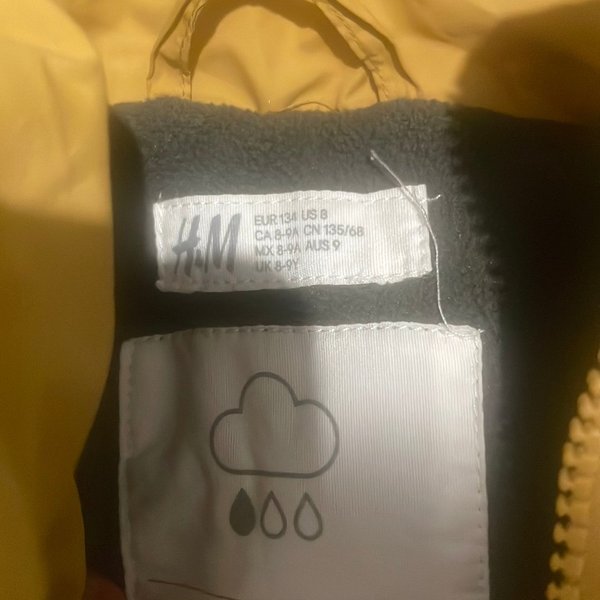 H&M
EUR 134 US 8
CA 8-9A CN 135/68
MX 8-9A AUS 9
UK 8-9Y